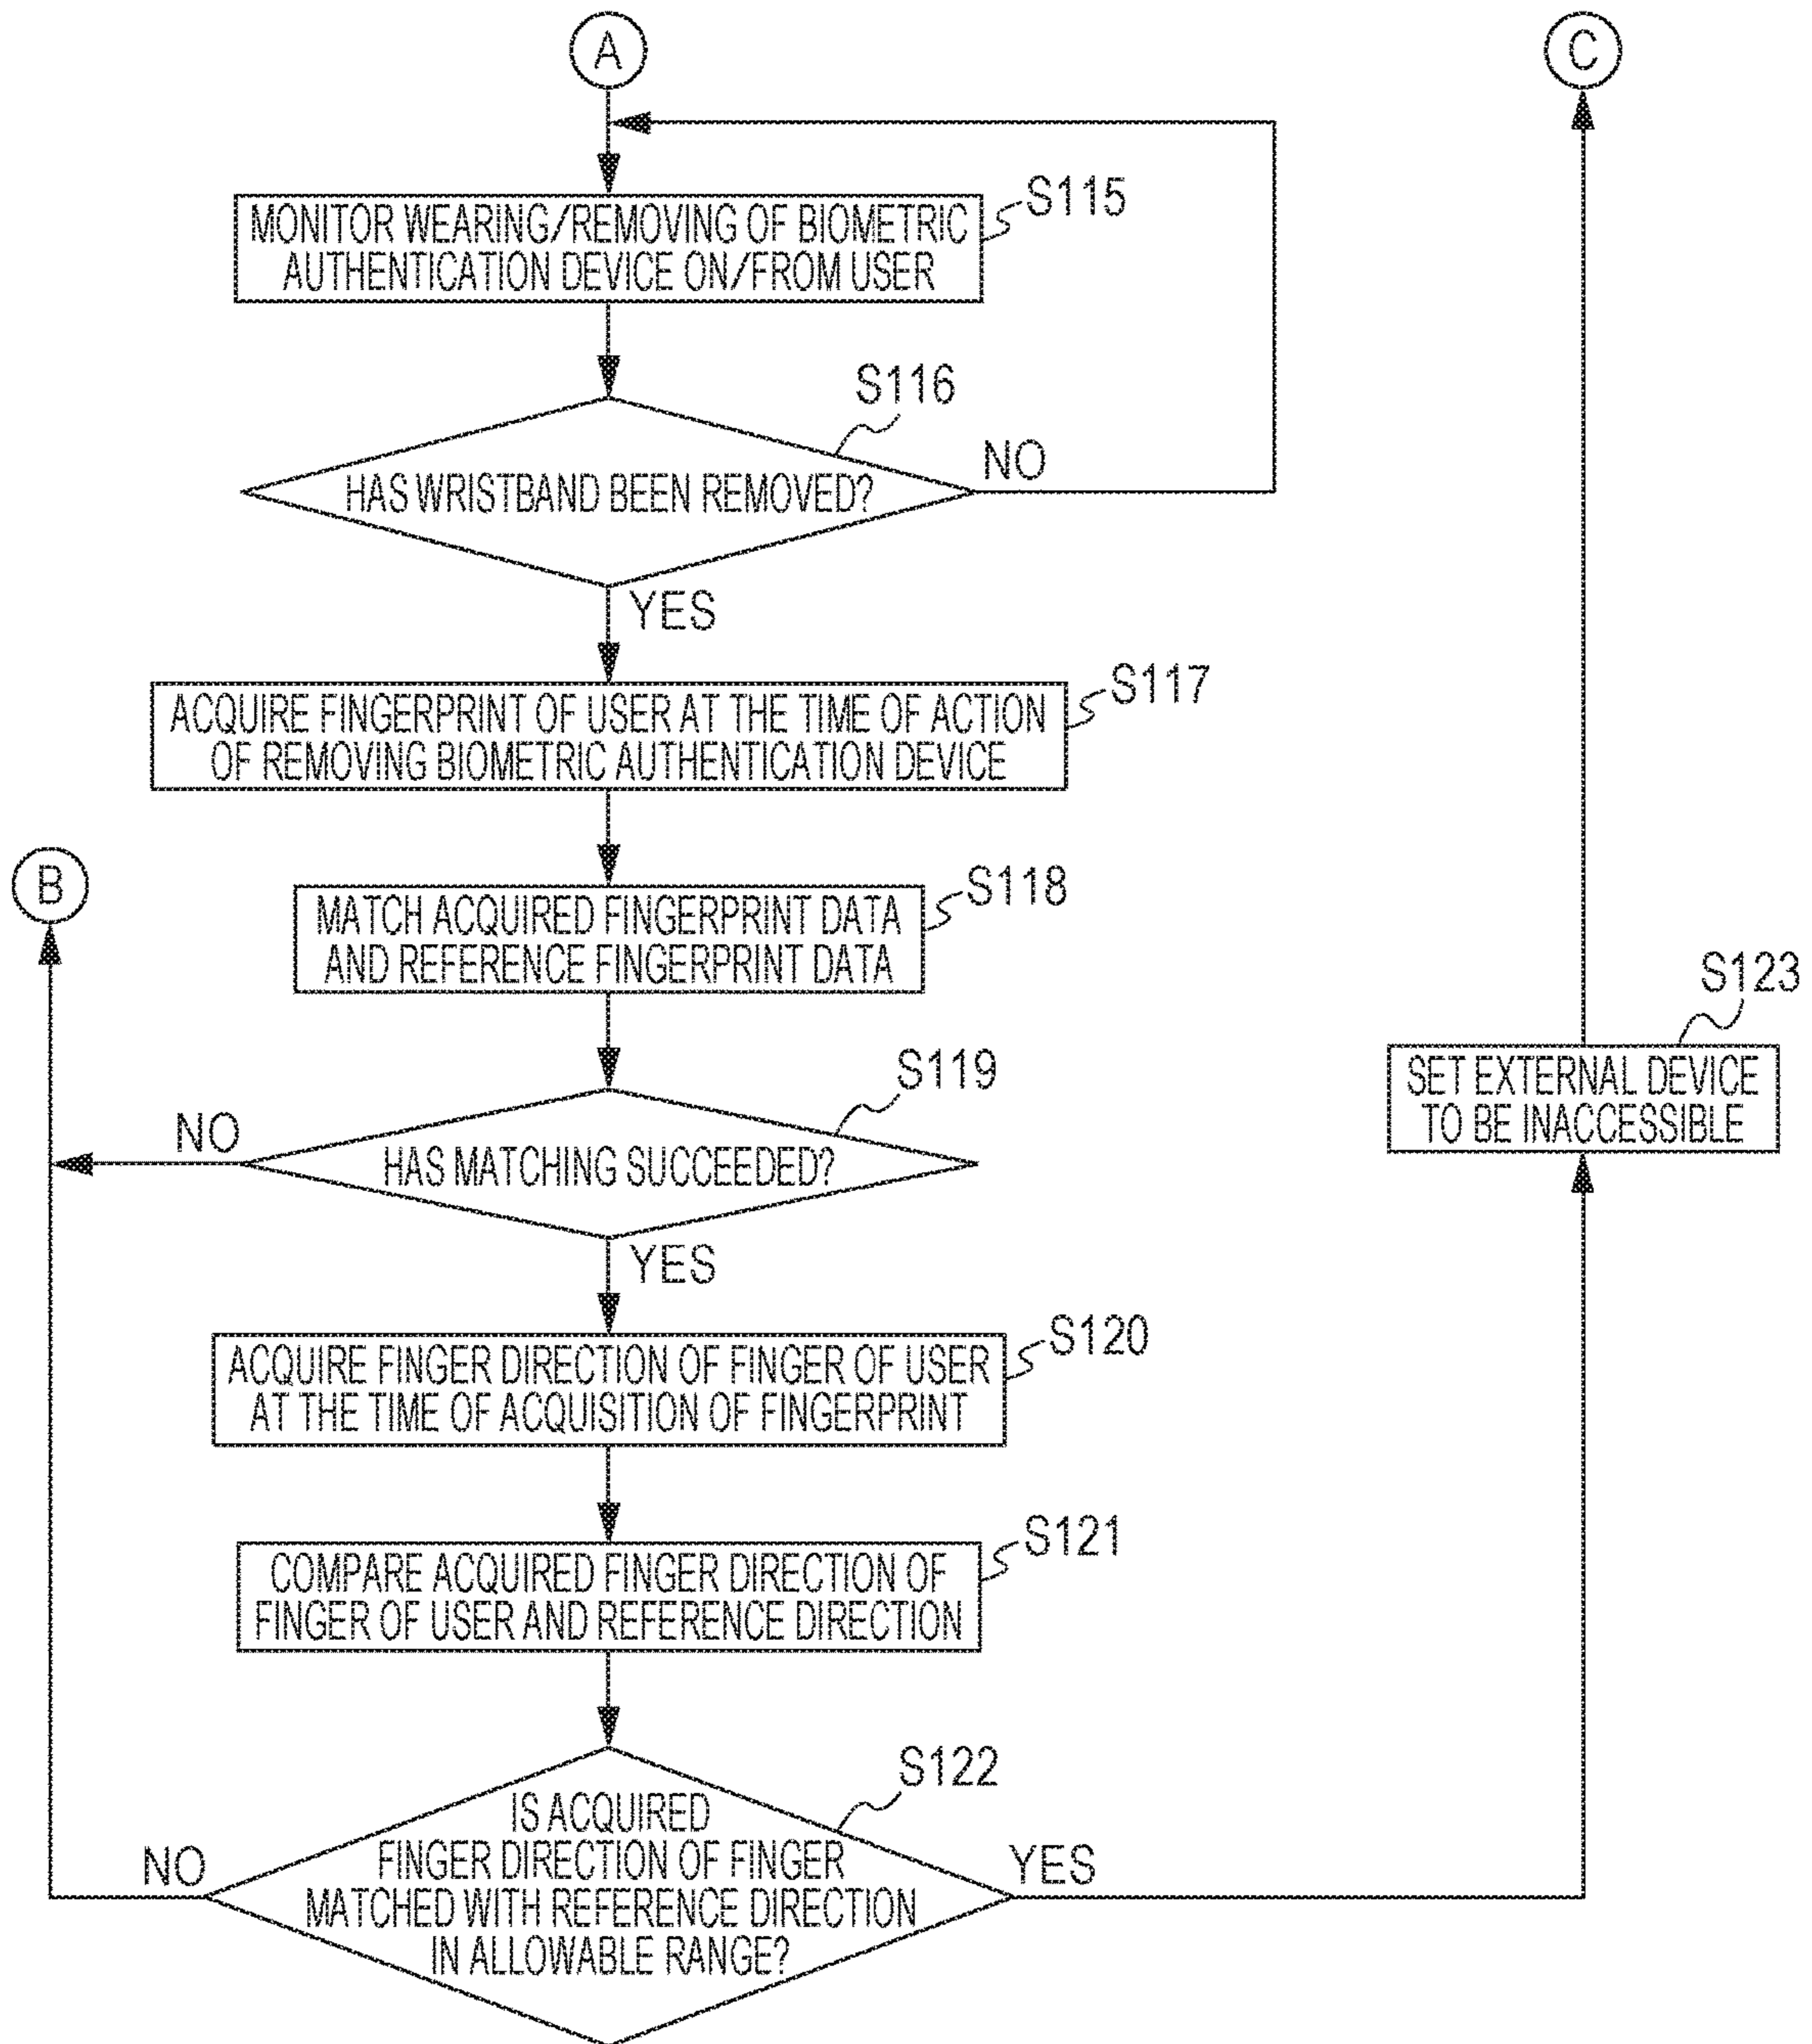 A
C
S115
MONITOR WEARING/REMOVING OF BIOMETRIC
AUTHENTICATION DEVICE ON/FROM USER
S116
HAS WRISTBAND BEEN REMOVED?
NO
YES
S117
ACQUIRE FINGERPRINT OF USER AT THE TIME OF ACTION
OF REMOVING BIOMETRIC AUTHENTICATION DEVICE
B
S118
MATCH ACQUIRED FINGERPRINT DATA
AND REFERENCE FINGERPRINT DATA
S123
SET EXTERNAL DEVICE
TO BE INACCESSIBLE
S119
NO
HAS MATCHING SUCCEEDED?
YES
S120
ACQUIRE FINGER DIRECTION OF FINGER OF USER
AT THE TIME OF ACQUISITION OF FINGERPRINT
S121
COMPARE ACQUIRED FINGER DIRECTION OF
FINGER OF USER AND REFERENCE DIRECTION
S122
IS ACQUIRED
FINGER DIRECTION OF FINGER
MATCHED WITH REFERENCE DIRECTION
IN ALLOWABLE RANGE?
NO
YES